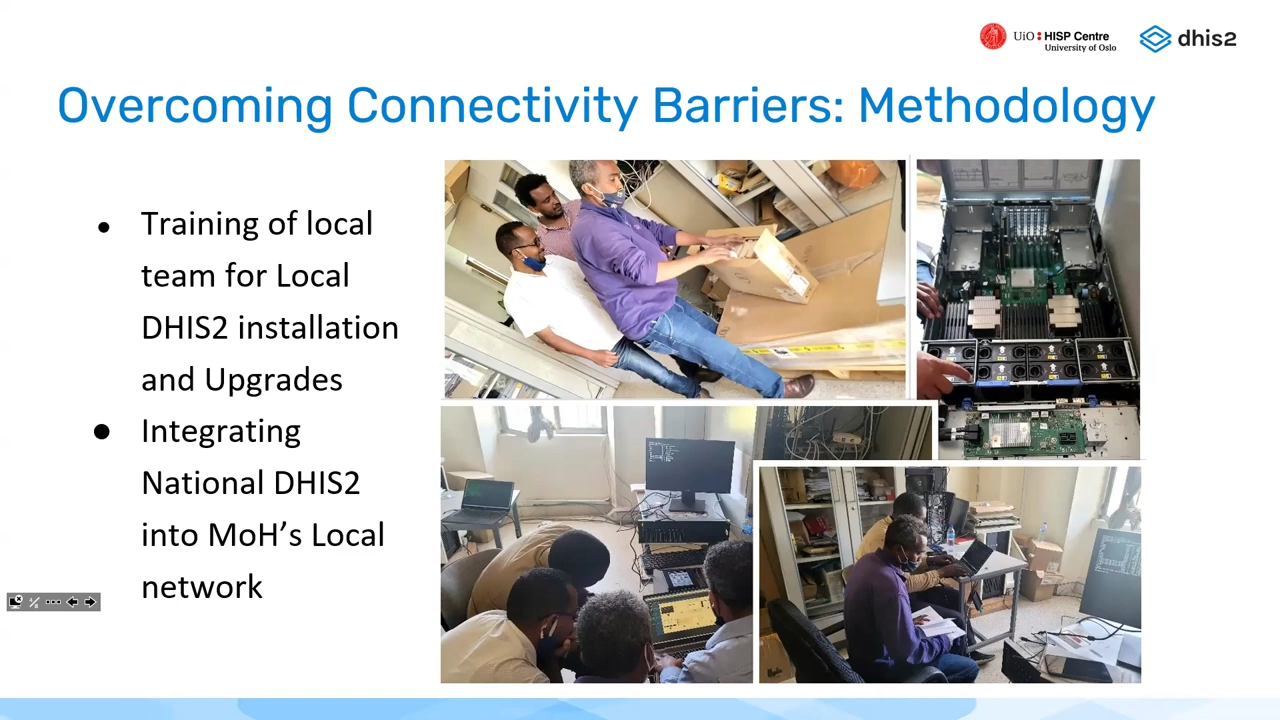 UiO HISP Centre
University of Oslo
dhis2
Overcoming Connectivity Barriers: Methodology
● Training of local
team for Local
DHIS2 installation
and Upgrades
● Integrating
National DHIS2
into MoH’s Local
network